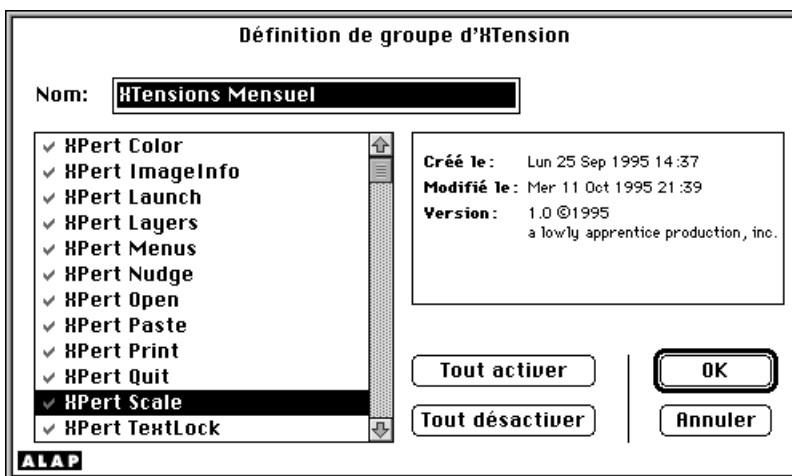 Définition de groupe d'XTension
Nom: XTensions Mensuel
XPert Color
XPert ImageInfo
XPert Launch
XPert Layers
XPert Menus
XPert Nudge
XPert Open
XPert Paste
XPert Print
XPert Quit
XPert Scale
XPert TextLock
Créé le: Lun 25 Sep 1995 14:37
Modifié le: Mer 11 Oct 1995 21:39
Version: 1.0 ©1995
a lowly apprentice production, inc.
Tout activer
OK
Tout désactiver
Annuler
ALAP